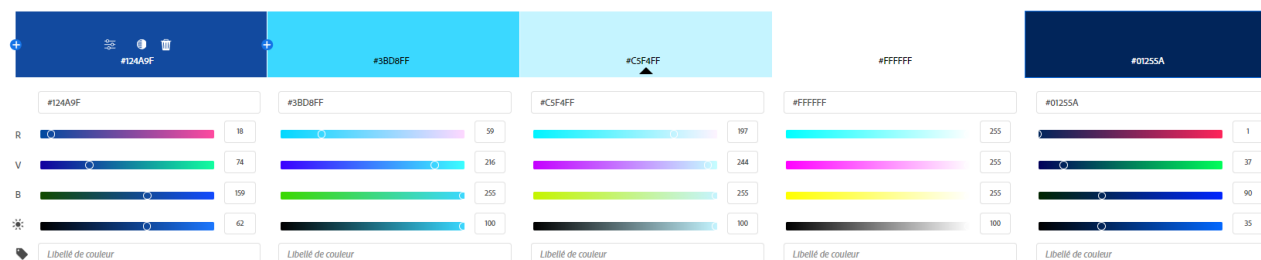 #124A9F #3BD8FF #C5F4FF #FFFFFF #01255A
#124A9F #3BD8FF #C5F4FF #FFFFFF #01255A
R 18 59 197 255 1
V 74 216 244 255 37
B 159 255 255 255 90
62 100 100 100 35
Libellé de couleur Libellé de couleur Libellé de couleur Libellé de couleur Libellé de couleur